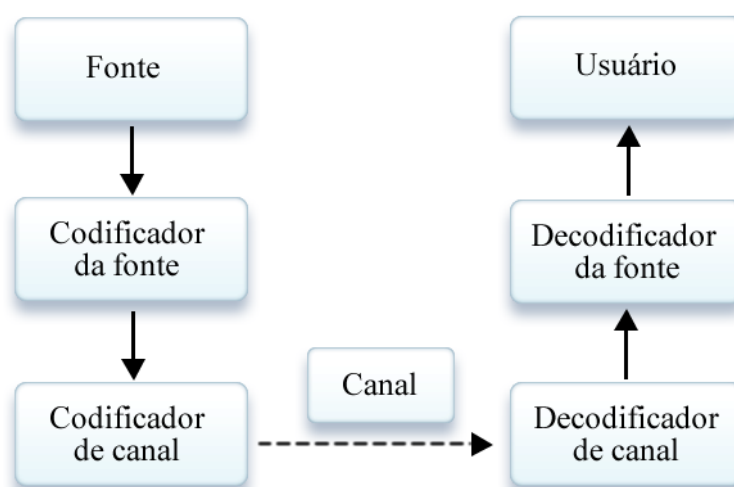 Fonte
Usuário
Codificador
da fonte
Decodificador
da fonte
Canal
Codificador
de canal
Decodificador
de canal